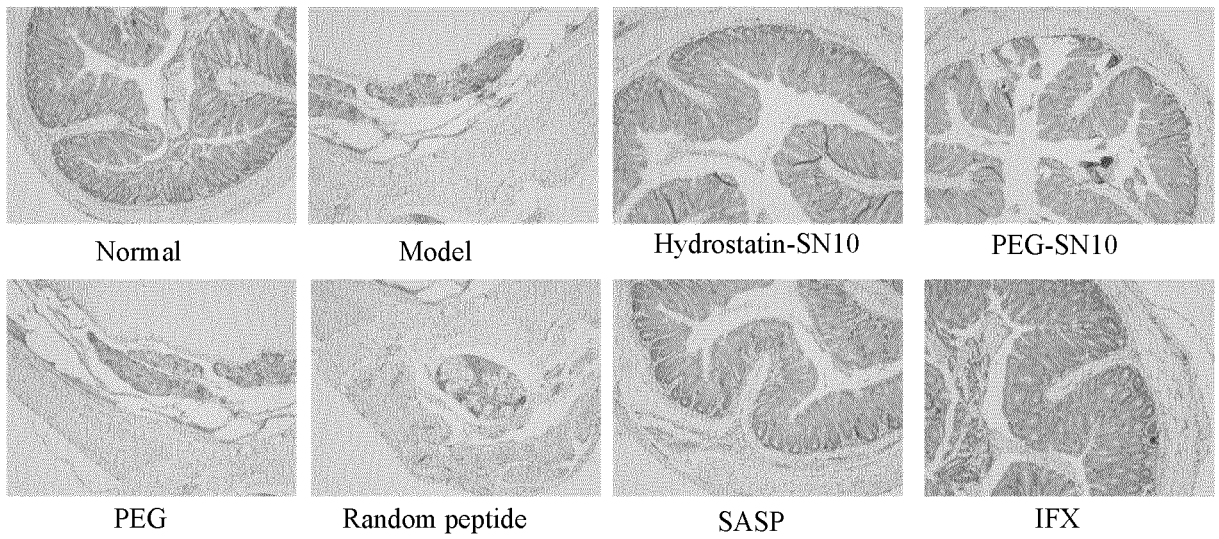 Normal
Model
Hydrostatin-SN10
PEG-SN10
PEG
Random peptide
SASP
IFX